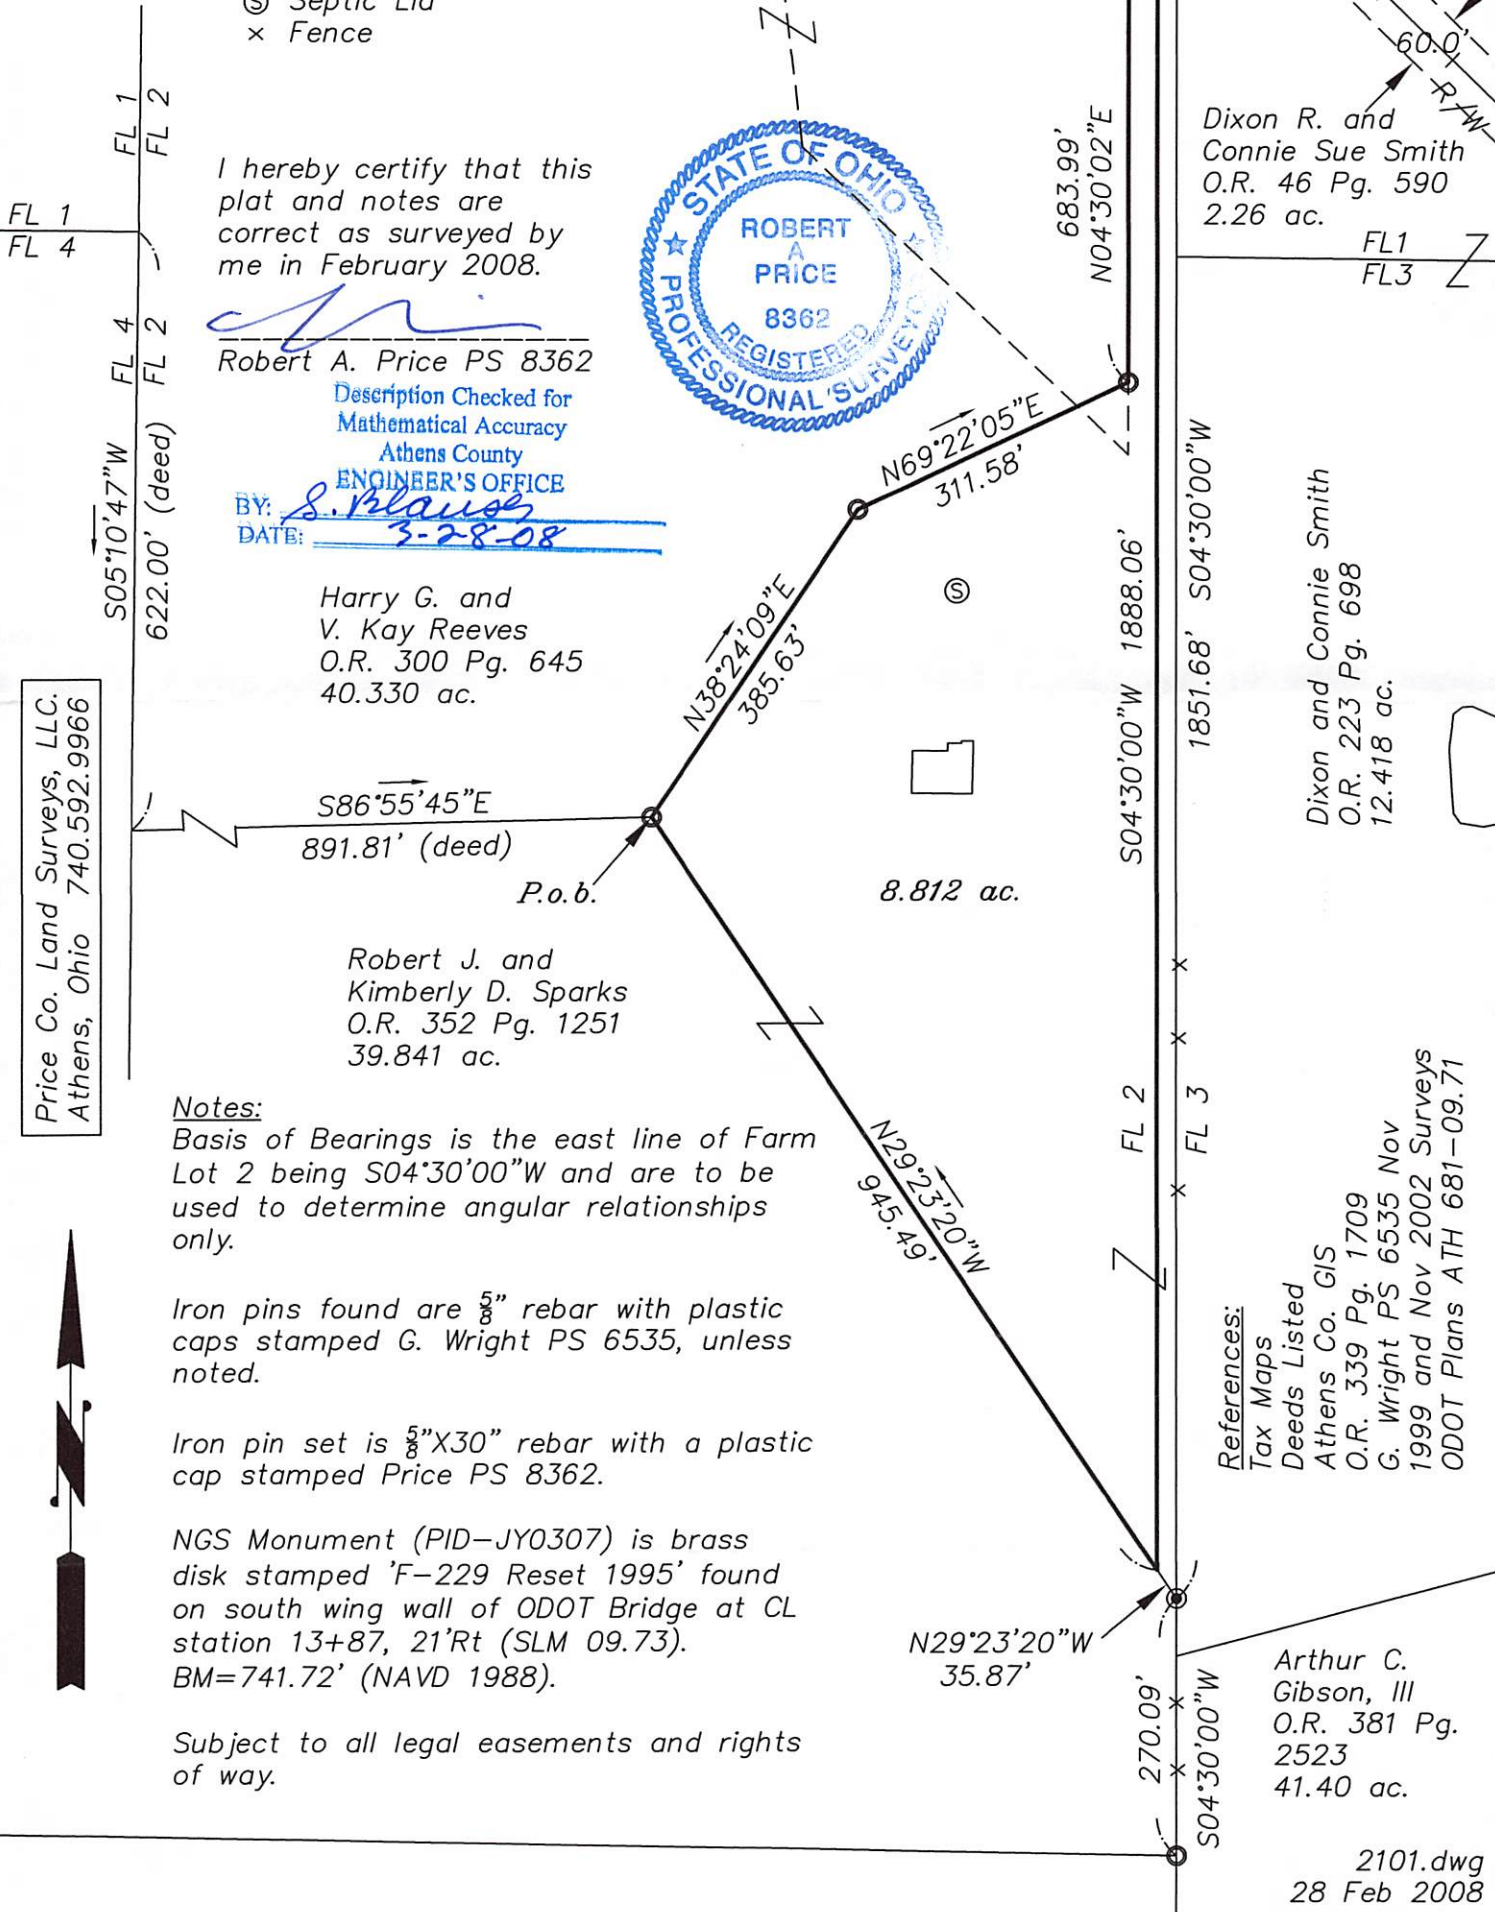 Ⓢ Septic Lid
× Fence
FL 1
FL 2
FL 1
FL 4
FL 4
FL 2
S05°10'47"W
622.00' (deed)
I hereby certify that this
plat and notes are
correct as surveyed by
me in February 2008.
Robert A. Price PS 8362
Description Checked for
Mathematical Accuracy
Athens County
ENGINEER'S OFFICE
BY: S. Blauser
DATE: 3-28-08
STATE OF OHIO
ROBERT
A
PRICE
8362
REGISTERED
PROFESSIONAL SURVEYOR
683.99'
N04°30'02"E
60.0'
R/W
Dixon R. and
Connie Sue Smith
O.R. 46 Pg. 590
2.26 ac.
FL1
FL3
N69°22'05"E
311.58'
Ⓢ
N38°24'09"E
385.63'
Harry G. and
V. Kay Reeves
O.R. 300 Pg. 645
40.330 ac.
S04°30'00"W 1888.06'
1851.68' S04°30'00"W
Dixon and Connie Smith
O.R. 223 Pg. 698
12.418 ac.
Price Co. Land Surveys, LLC.
Athens, Ohio 740.592.9966
S86°55'45"E
891.81' (deed)
P.o.b.
8.812 ac.
Robert J. and
Kimberly D. Sparks
O.R. 352 Pg. 1251
39.841 ac.
FL 2
FL 3
N29°23'20"W
945.49'
Notes:
Basis of Bearings is the east line of Farm
Lot 2 being S04°30'00"W and are to be
used to determine angular relationships
only.
Iron pins found are 5/8" rebar with plastic
caps stamped G. Wright PS 6535, unless
noted.
Iron pin set is 5/8"X30" rebar with a plastic
cap stamped Price PS 8362.
NGS Monument (PID-JY0307) is brass
disk stamped 'F-229 Reset 1995' found
on south wing wall of ODOT Bridge at CL
station 13+87, 21'Rt (SLM 09.73).
BM=741.72' (NAVD 1988).
Subject to all legal easements and rights
of way.
References:
Tax Maps
Deeds Listed
Athens Co. GIS
O.R. 339 Pg. 1709
G. Wright PS 6535 Nov
1999 and Nov 2002 Surveys
ODOT Plans ATH 681-09.71
N29°23'20"W
35.87'
270.09'
S04°30'00"W
Arthur C.
Gibson, III
O.R. 381 Pg.
2523
41.40 ac.
2101.dwg
28 Feb 2008